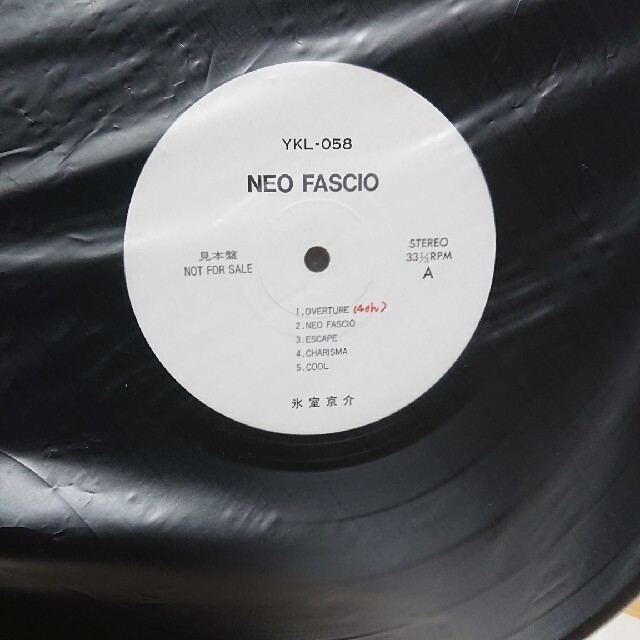 YKL-058
NEO FASCIO
見本盤
NOT FOR SALE
STEREO
33⅓RPM
A
1.OVERTURE
2.NEO FASCIO
3.ESCAPE
4.CHARISMA
5.COOL
氷室京介